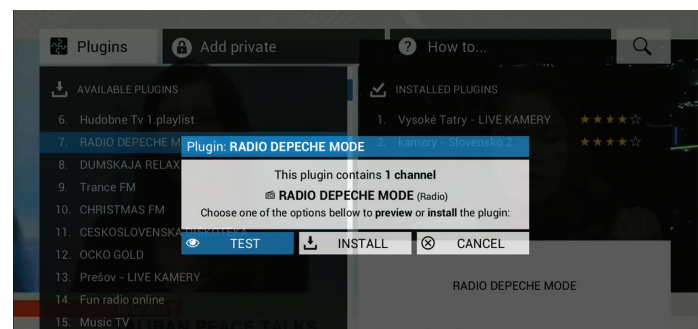 Plugins
Add private
How to...
AVAILABLE PLUGINS
INSTALLED PLUGINS
6. Hudobne Tv 1.playlist
7. RADIO DEPECHE M
8. DUMSKAJA RELAX
9. Trance FM
10. CHRISTMAS FM
11. CESKOSLOVENSKA DISKOTEKA
12. OCKO GOLD
13. Prešov - LIVE KAMERY
14. Fun radio online
15. Music TV
1. Vysoké Tatry - LIVE KAMERY ★★★★☆
2. kamery - Slovensko 2 ★★★★☆
Plugin: RADIO DEPECHE MODE
This plugin contains 1 channel
RADIO DEPECHE MODE (Radio)
Choose one of the options bellow to preview or install the plugin:
TEST
INSTALL
CANCEL
RADIO DEPECHE MODE
PEACE TALKS